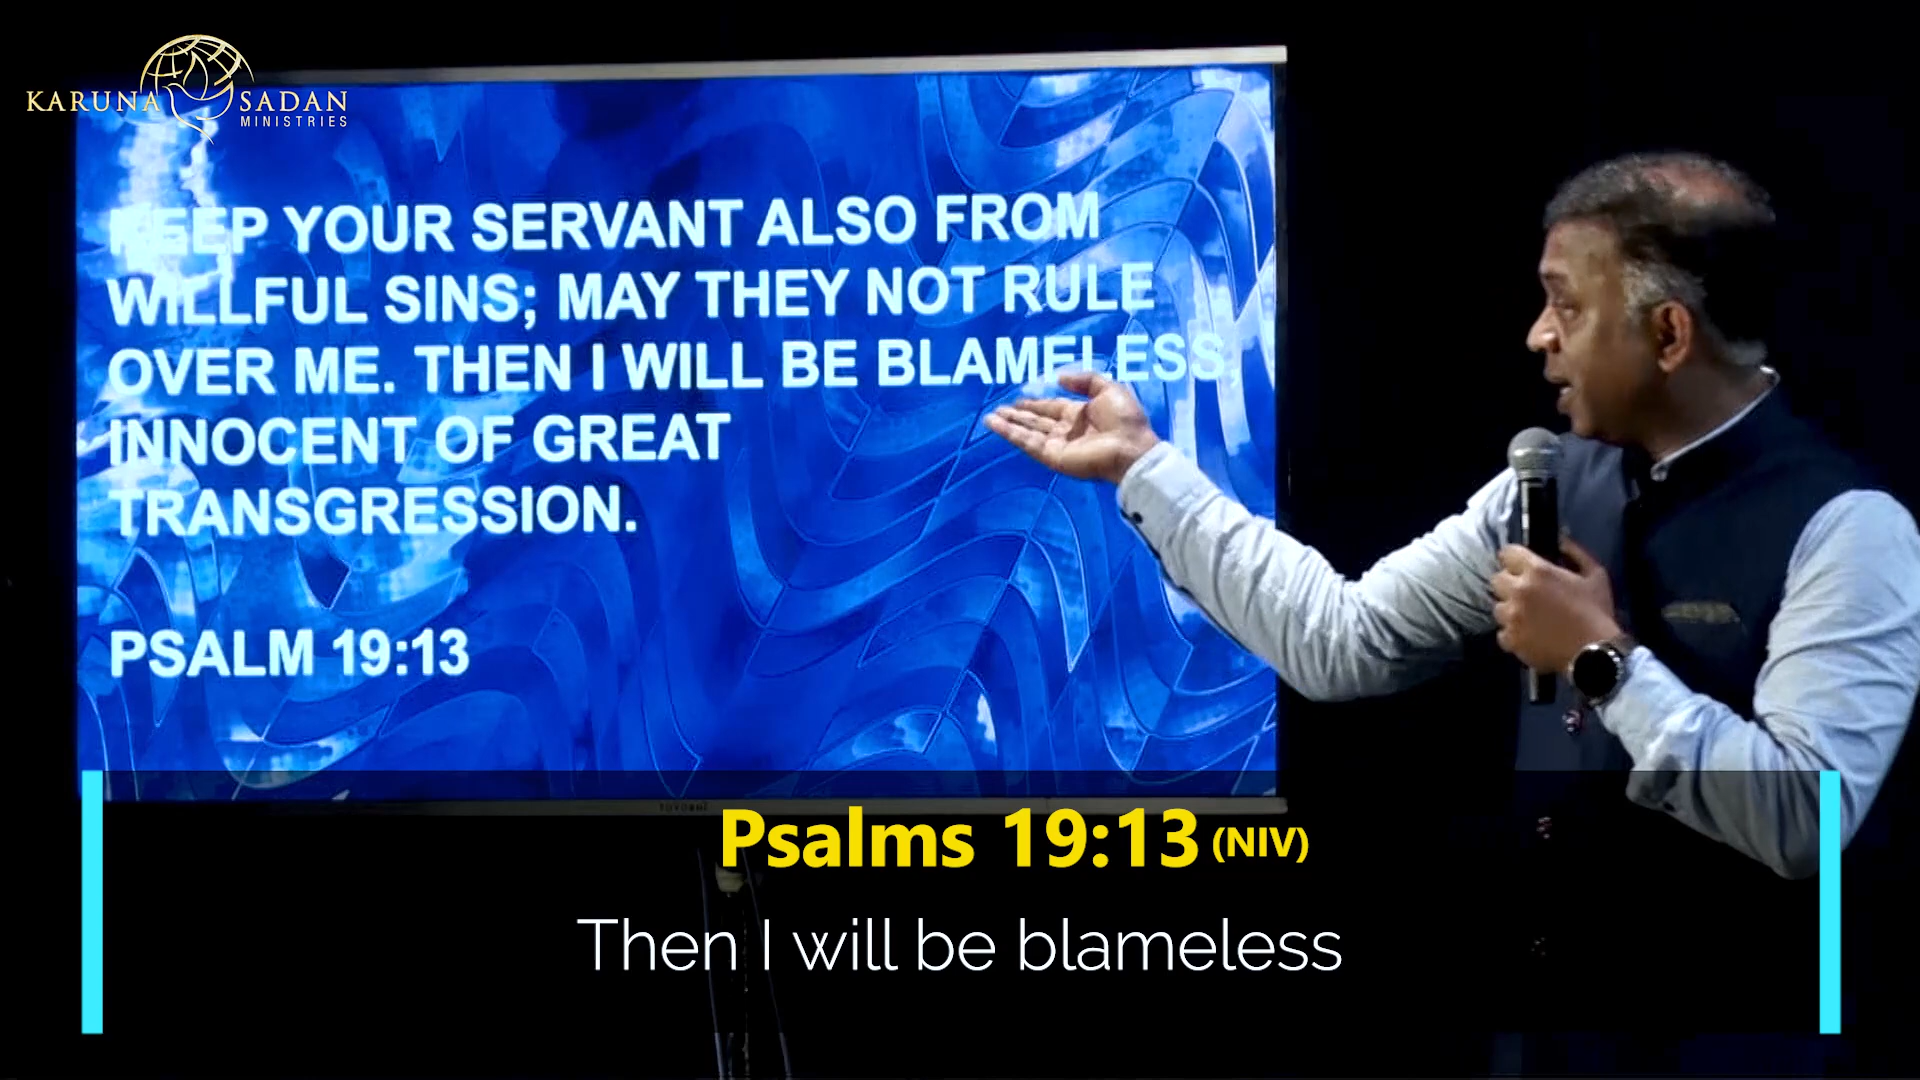 KARUNA SADAN
MINISTRIES
KEEP YOUR SERVANT ALSO FROM
WILLFUL SINS; MAY THEY NOT RULE
OVER ME. THEN I WILL BE BLAMELESS,
INNOCENT OF GREAT
TRANSGRESSION.
PSALM 19:13
Psalms 19:13 (NIV)
Then I will be blameless